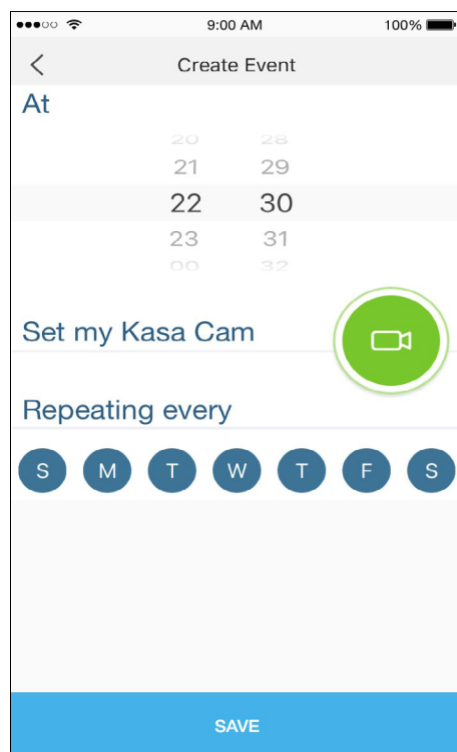 9:00 AM 100%
Create Event
At
20 28
21 29
22 30
23 31
00 32
Set my Kasa Cam
Repeating every
S M T W T F S
SAVE